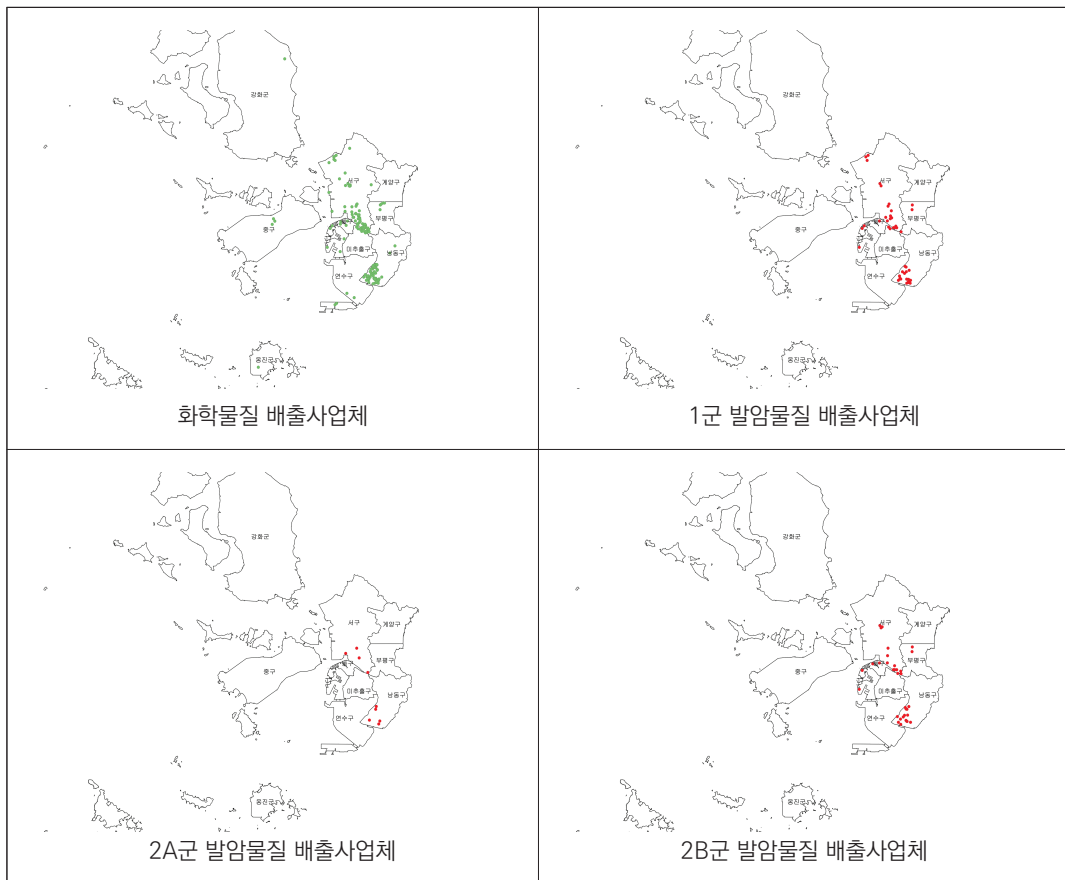 강화군
서구
계양구
부평구
중구
미추홀구
남동구
연수구
옹진군
화학물질 배출사업체
강화군
서구
계양구
부평구
중구
미추홀구
남동구
연수구
옹진군
1군 발암물질 배출사업체
강화군
서구
계양구
부평구
중구
미추홀구
남동구
연수구
옹진군
2A군 발암물질 배출사업체
강화군
서구
계양구
부평구
중구
미추홀구
남동구
연수구
옹진군
2B군 발암물질 배출사업체